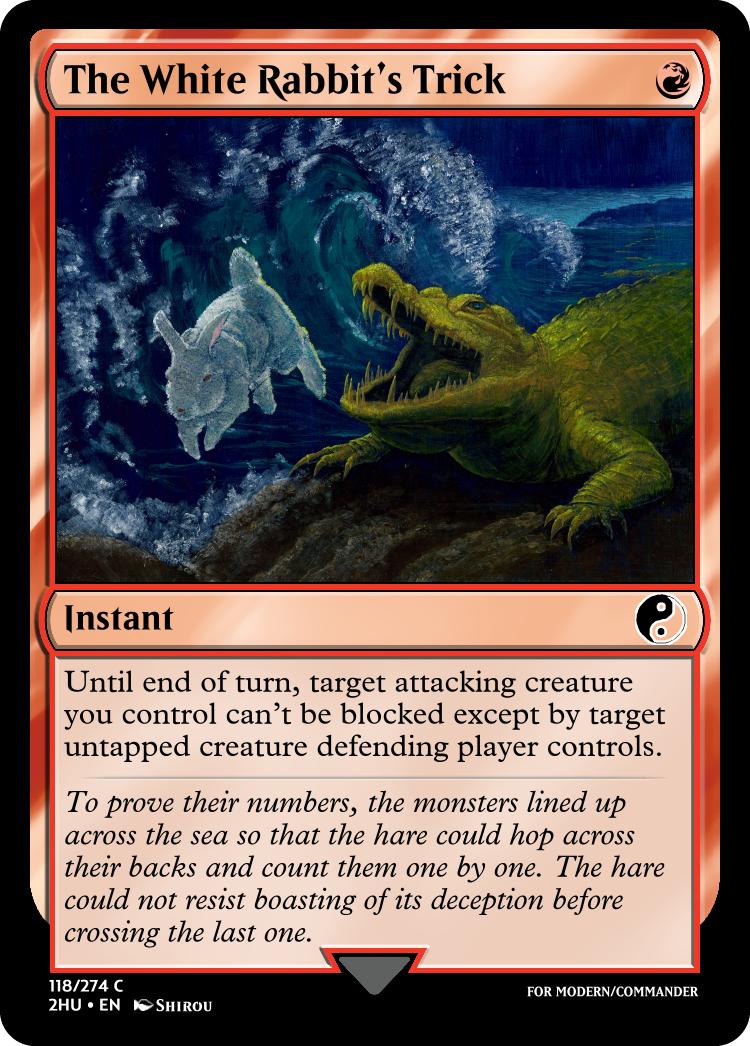 The White Rabbit's Trick
Instant
Until end of turn, target attacking creature
you control can't be blocked except by target
untapped creature defending player controls.
To prove their numbers, the monsters lined up
across the sea so that the hare could hop across
their backs and count them one by one. The hare
could not resist boasting of its deception before
crossing the last one.
118/274 C
2HU • EN Shirou
FOR MODERN/COMMANDER